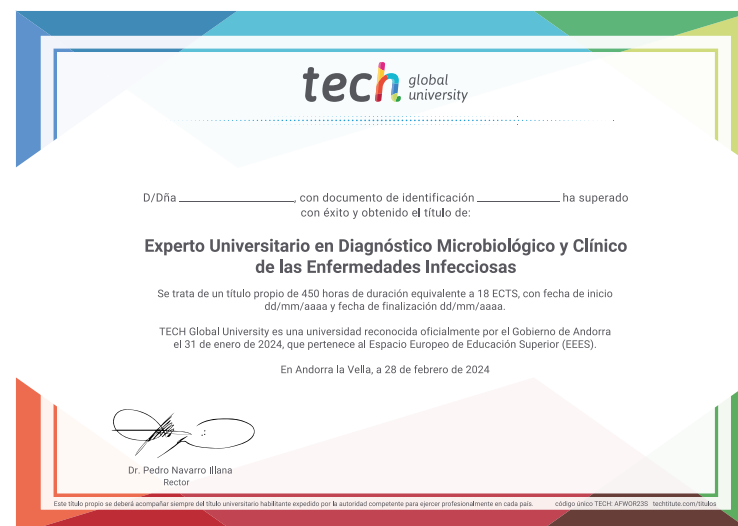 tech global university
D/Dña ____________, con documento de identificación ____________ ha superado
con éxito y obtenido el título de:
Experto Universitario en Diagnóstico Microbiológico y Clínico
de las Enfermedades Infecciosas
Se trata de un título propio de 450 horas de duración equivalente a 18 ECTS, con fecha de inicio
dd/mm/aaaa y fecha de finalización dd/mm/aaaa.
TECH Global University es una universidad reconocida oficialmente por el Gobierno de Andorra
el 31 de enero de 2024, que pertenece al Espacio Europeo de Educación Superior (EEES).
En Andorra la Vella, a 28 de febrero de 2024
Dr. Pedro Navarro Illana
Rector
Este título propio se deberá acompañar siempre del título universitario habilitante expedido por la autoridad competente para ejercer profesionalmente en cada país. código único TECH: AFWOR23S techtitute.com/titulos